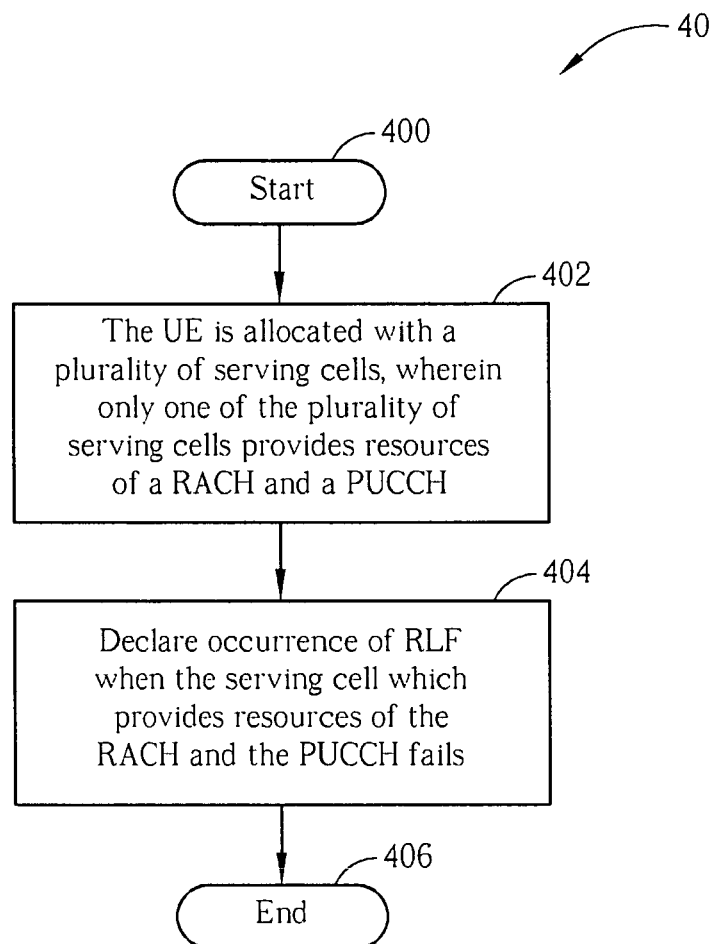 40
400
Start
402
The UE is allocated with a
plurality of serving cells, wherein
only one of the plurality of
serving cells provides resources
of a RACH and a PUCCH
404
Declare occurrence of RLF
when the serving cell which
provides resources of the
RACH and the PUCCH fails
406
End